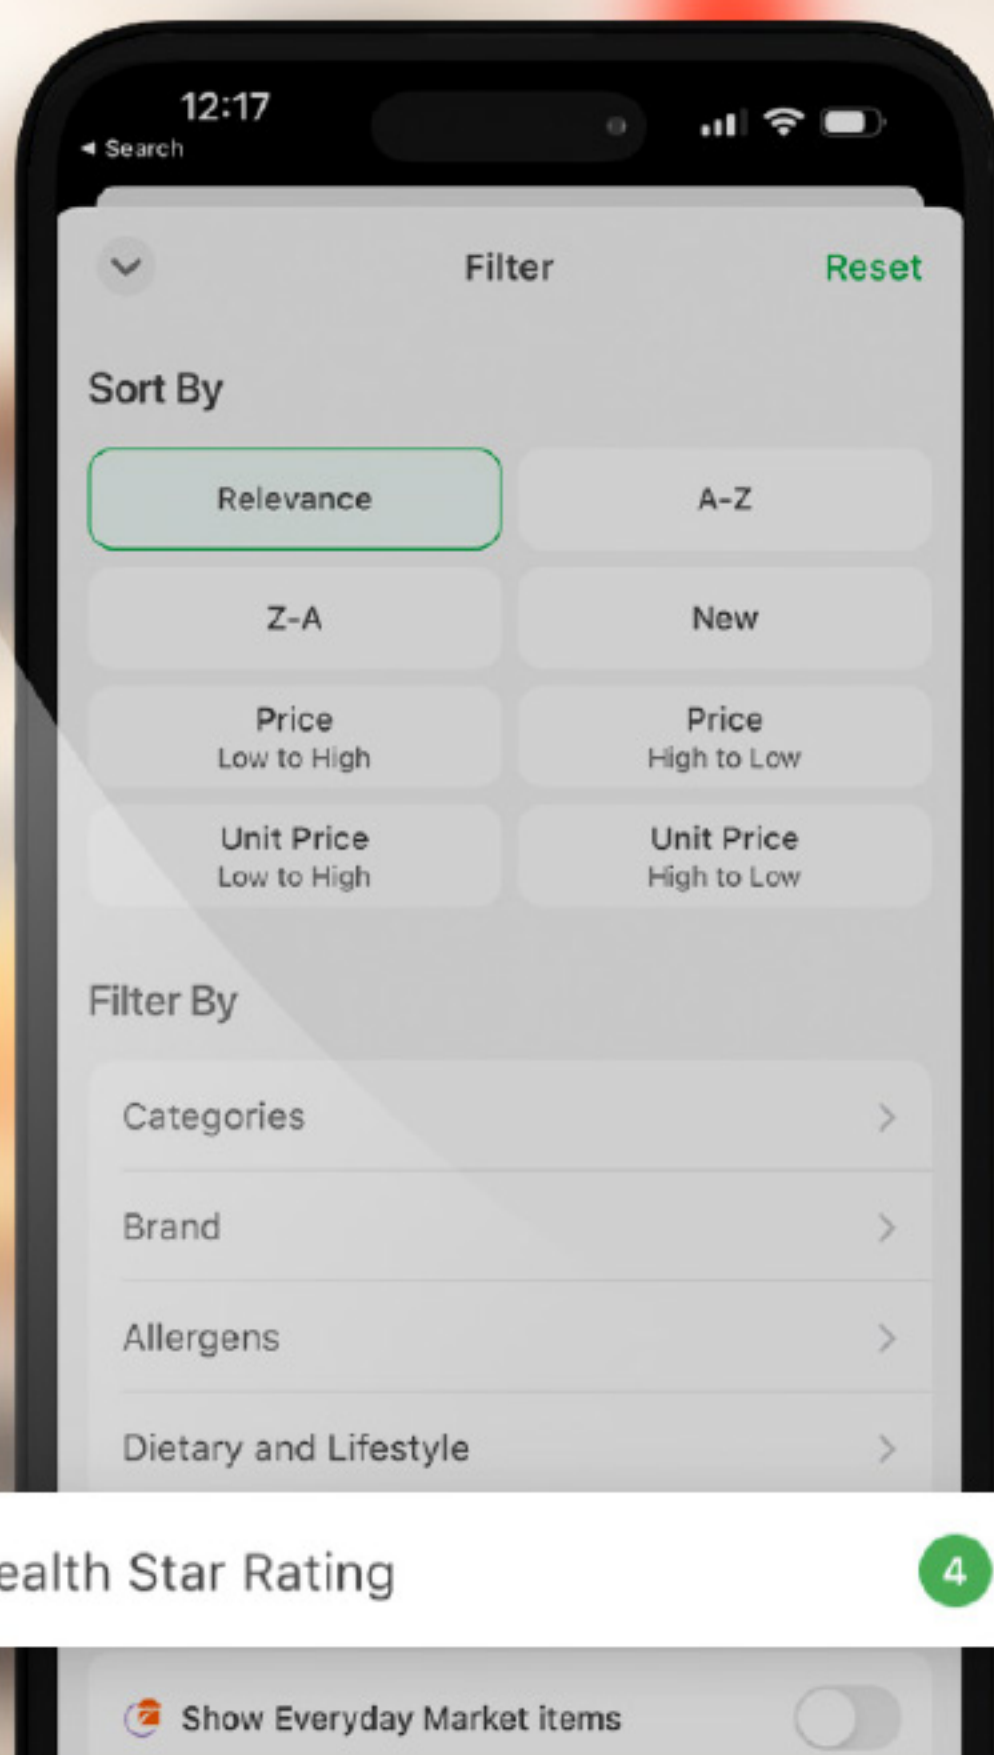 12:17
Search
Filter
Reset
Sort By
Relevance
A-Z
Z-A
New
Price
Low to High
Price
High to Low
Unit Price
Low to High
Unit Price
High to Low
Filter By
Categories
Brand
Allergens
Dietary and Lifestyle
ealth Star Rating
4
Show Everyday Market items